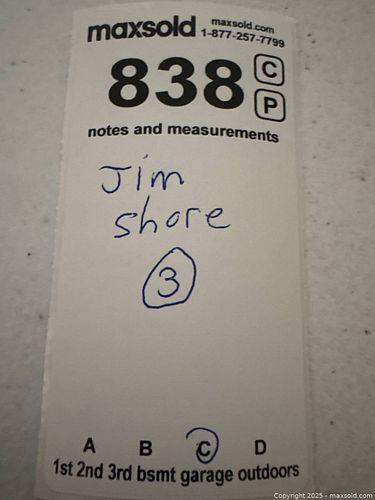 maxsold maxsold.com
1-877-257-7799
838 C
P
notes and measurements
Jim
shore
3
A B C D
1st 2nd 3rd bsmt garage outdoors
Copyright 2025 - maxsold.com